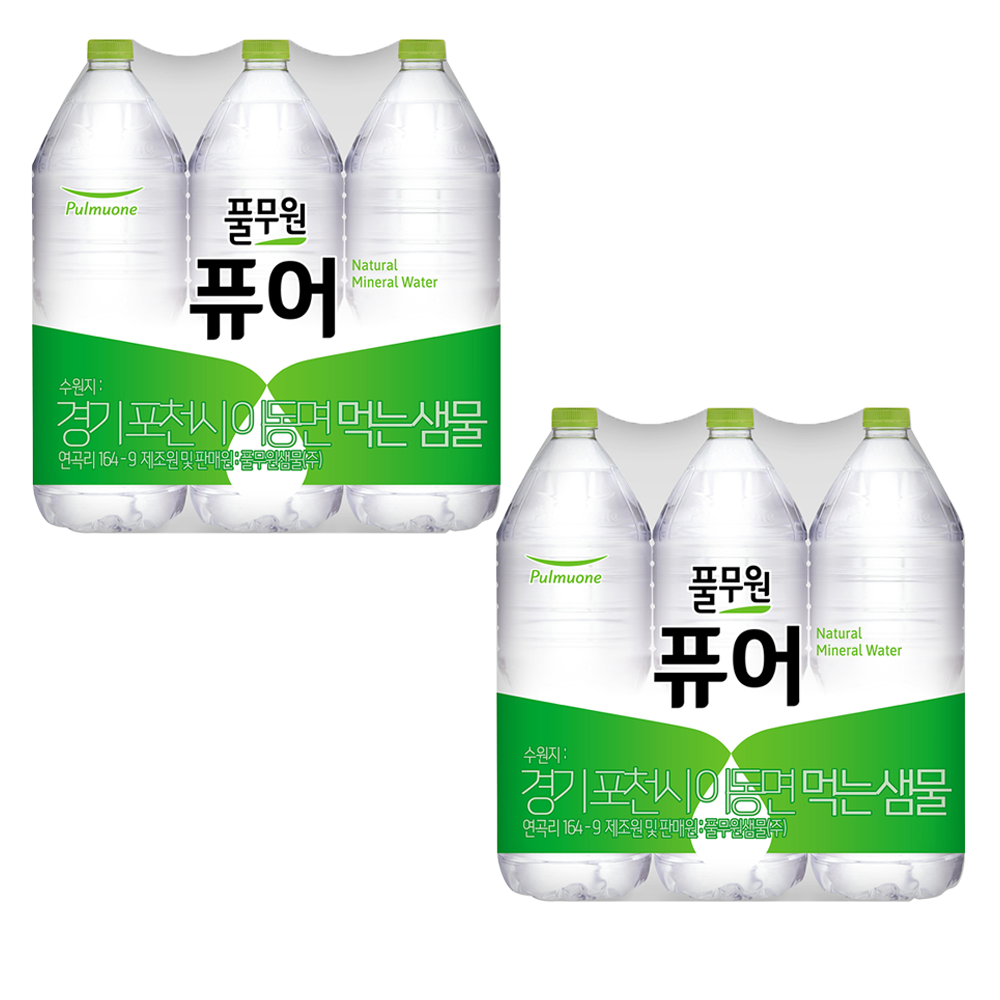 Pulmuone
풀무원
퓨어
Natural
Mineral Water
수원지 :
경기 포천시 이동면 먹는샘물
연곡리 164-9 제조원 및 판매원 : 풀무원샘물(주)
Pulmuone
풀무원
퓨어
Natural
Mineral Water
수원지 :
경기 포천시 이동면 먹는샘물
연곡리 164-9 제조원 및 판매원 : 풀무원샘물(주)